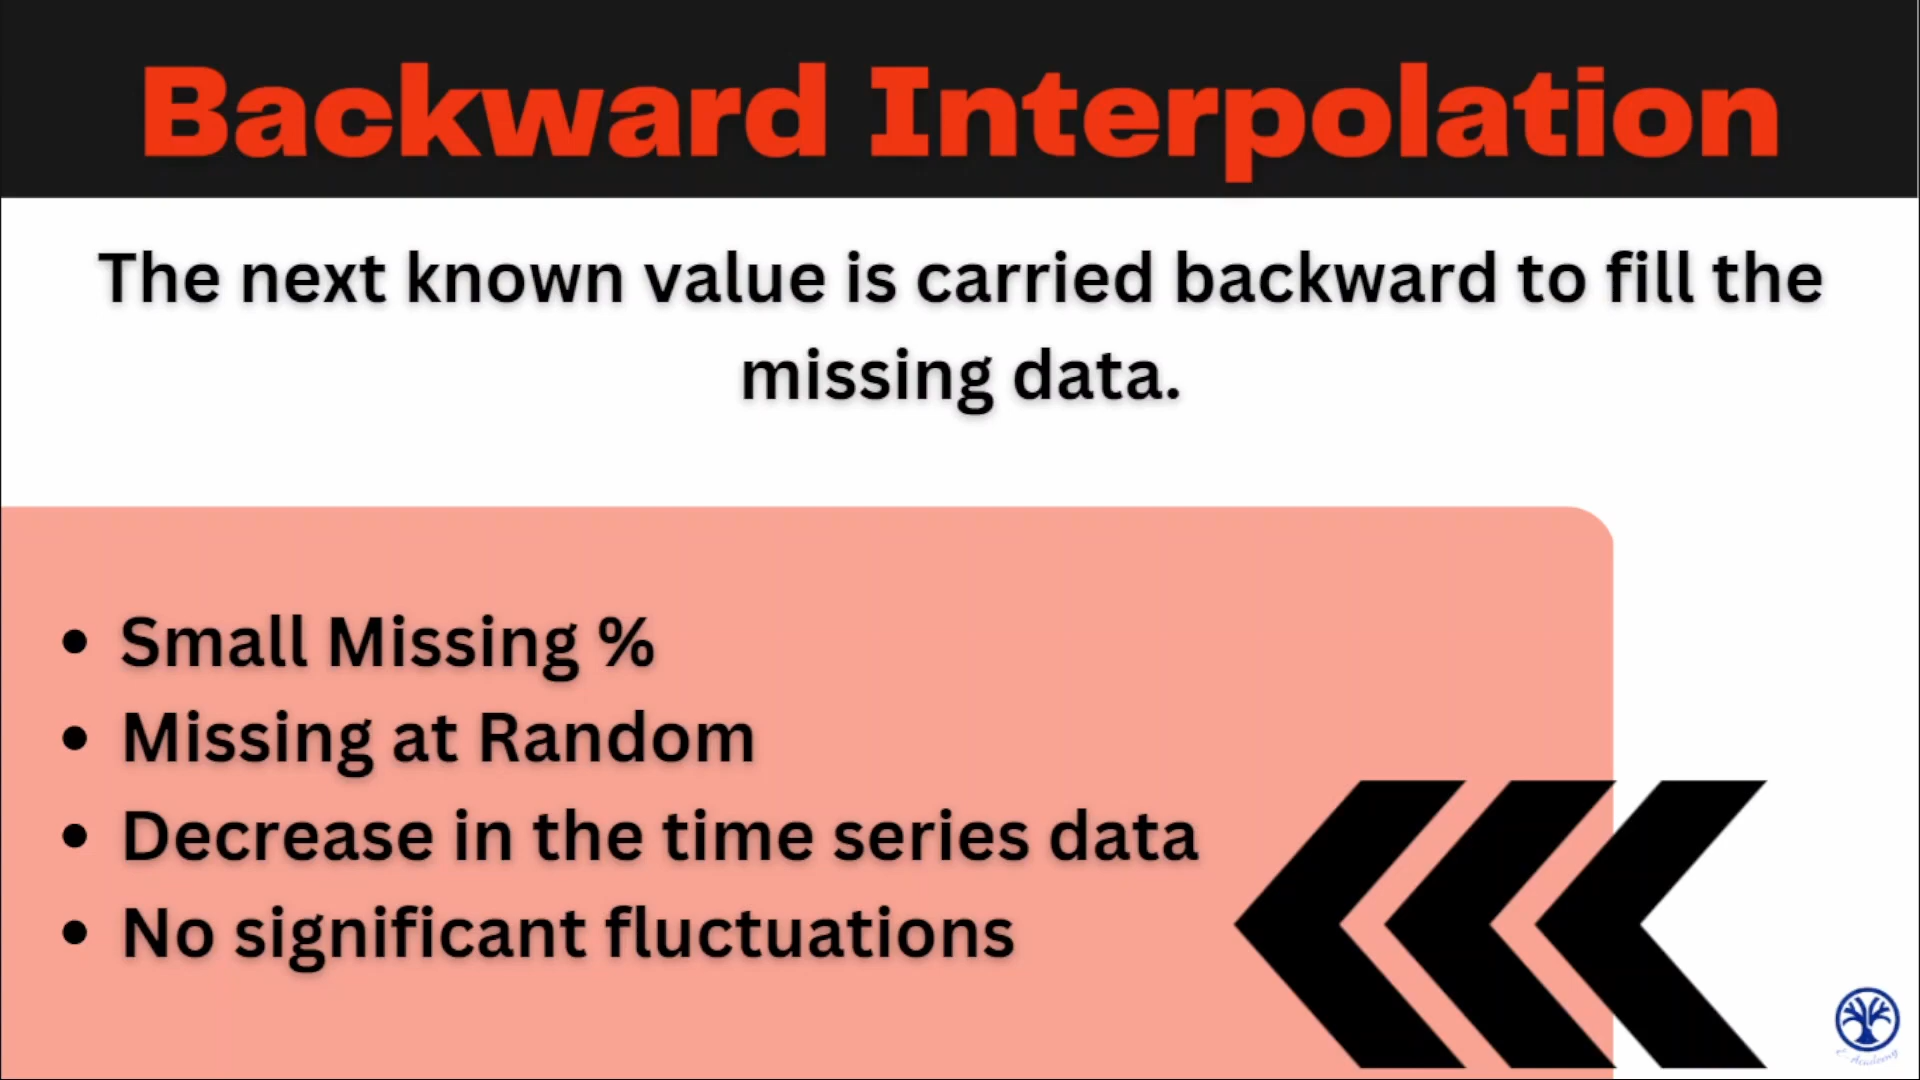 Backward Interpolation
The next known value is carried backward to fill the
missing data.
• Small Missing %
• Missing at Random
• Decrease in the time series data
• No significant fluctuations
E-Academy